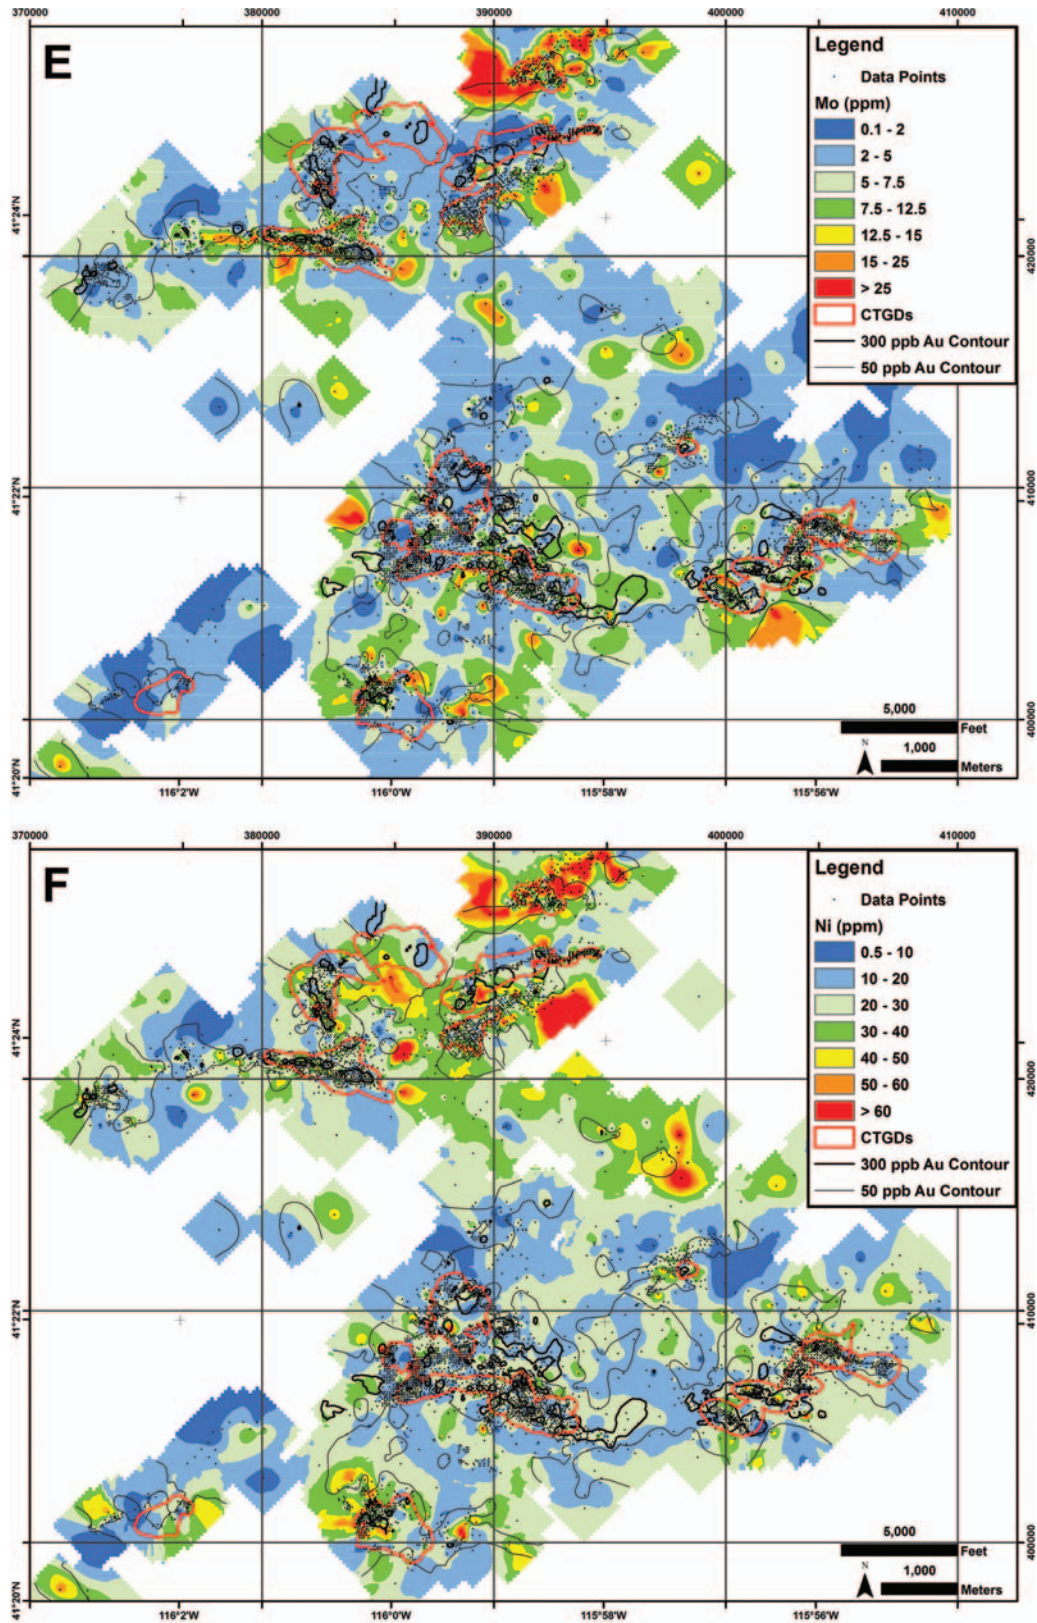 370000 380000 390000 400000 410000
E
Legend
Data Points
Mo (ppm)
0.1 - 2
2 - 5
5 - 7.5
7.5 - 12.5
12.5 - 15
15 - 25
> 25
CTGDs
300 ppb Au Contour
50 ppb Au Contour
41°24'N
420000
41°22'N
410000
5,000
Feet
400000
N
1,000
Meters
41°20'N
116°2'W 116°0'W 115°58'W 115°56'W
370000 380000 390000 400000 410000
F
Legend
Data Points
Ni (ppm)
0.5 - 10
10 - 20
20 - 30
30 - 40
40 - 50
50 - 60
> 60
CTGDs
300 ppb Au Contour
50 ppb Au Contour
41°24'N
420000
41°22'N
410000
5,000
Feet
400000
N
1,000
Meters
41°20'N
116°2'W 116°0'W 115°58'W 115°56'W